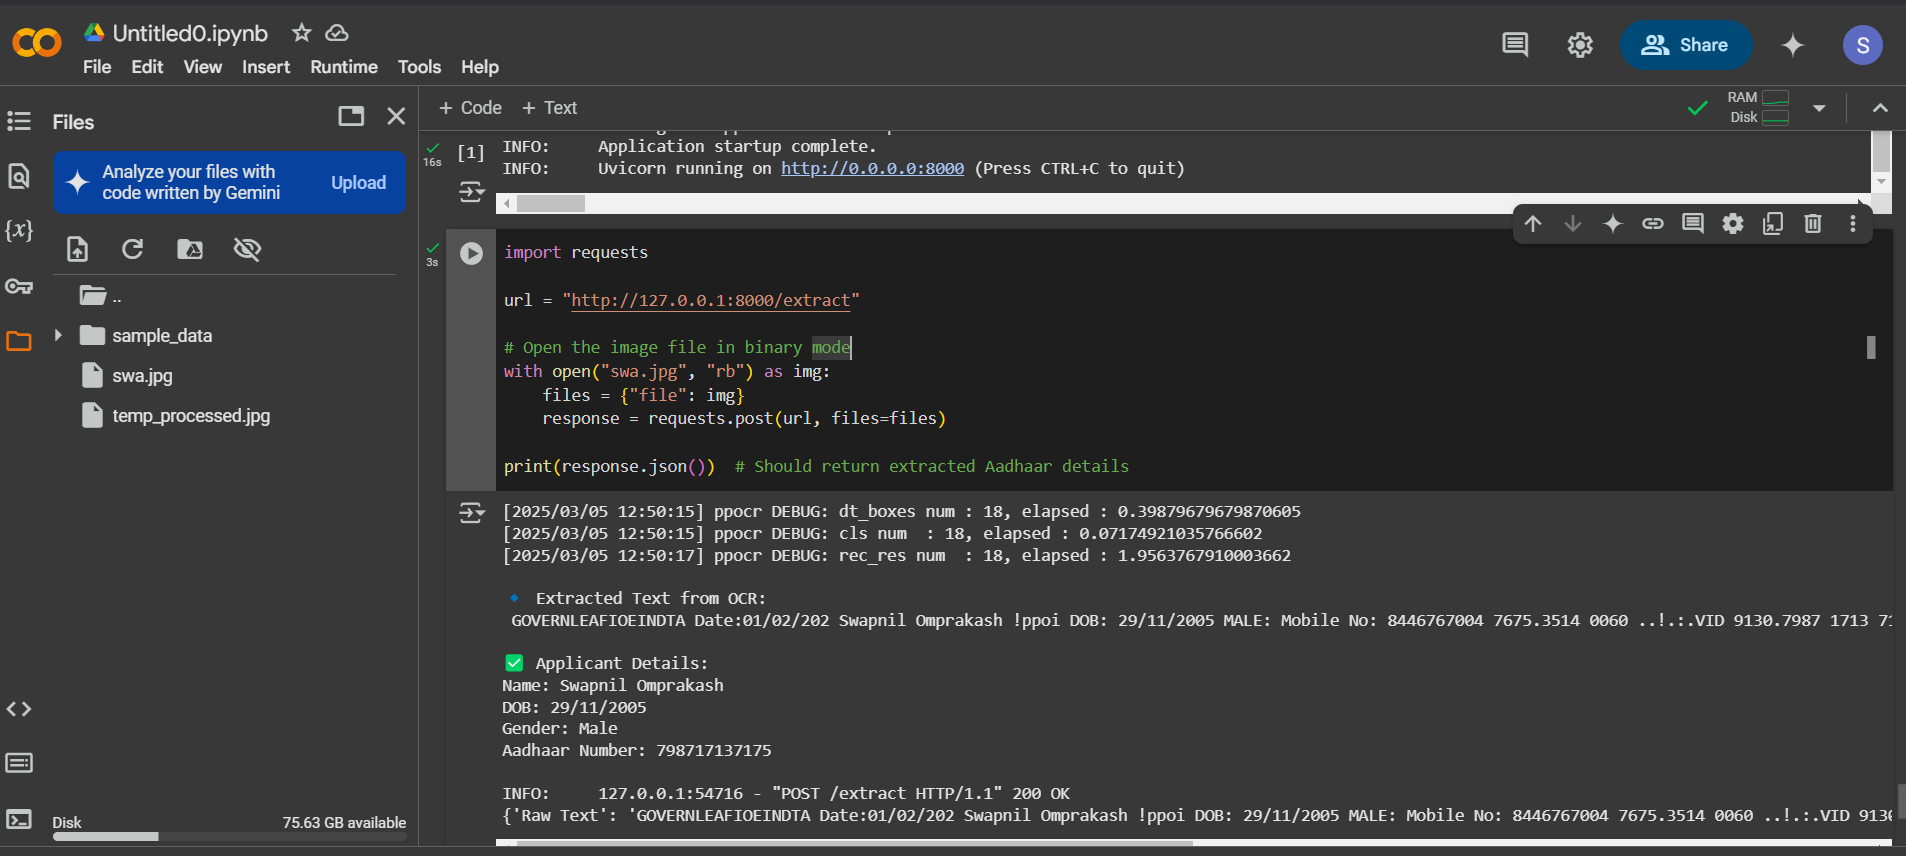 Untitled0.ipynb
File Edit View Insert Runtime Tools Help
Share
S
Files
Analyze your files with
code written by Gemini
Upload
..
sample_data
swa.jpg
temp_processed.jpg
Disk 75.63 GB available
+ Code + Text
RAM
Disk
16s
[1]
INFO: Application startup complete.
INFO: Uvicorn running on http://0.0.0.0:8000 (Press CTRL+C to quit)
3s
import requests
url = "http://127.0.0.1:8000/extract"
# Open the image file in binary mode
with open("swa.jpg", "rb") as img:
files = {"file": img}
response = requests.post(url, files=files)
print(response.json()) # Should return extracted Aadhaar details
[2025/03/05 12:50:15] ppocr DEBUG: dt_boxes num : 18, elapsed : 0.39879679679870605
[2025/03/05 12:50:15] ppocr DEBUG: cls num : 18, elapsed : 0.07174921035766602
[2025/03/05 12:50:17] ppocr DEBUG: rec_res num : 18, elapsed : 1.9563767910003662
Extracted Text from OCR:
GOVERNLEAFIOEINDTA Date:01/02/202 Swapnil Omprakash !ppoi DOB: 29/11/2005 MALE: Mobile No: 8446767004 7675.3514 0060 ..!.:.VID 9130.7987 1713 71
Applicant Details:
Name: Swapnil Omprakash
DOB: 29/11/2005
Gender: Male
Aadhaar Number: 798717137175
INFO: 127.0.0.1:54716 - "POST /extract HTTP/1.1" 200 OK
{'Raw Text': 'GOVERNLEAFIOEINDTA Date:01/02/202 Swapnil Omprakash !ppoi DOB: 29/11/2005 MALE: Mobile No: 8446767004 7675.3514 0060 ..!.:.VID 9130